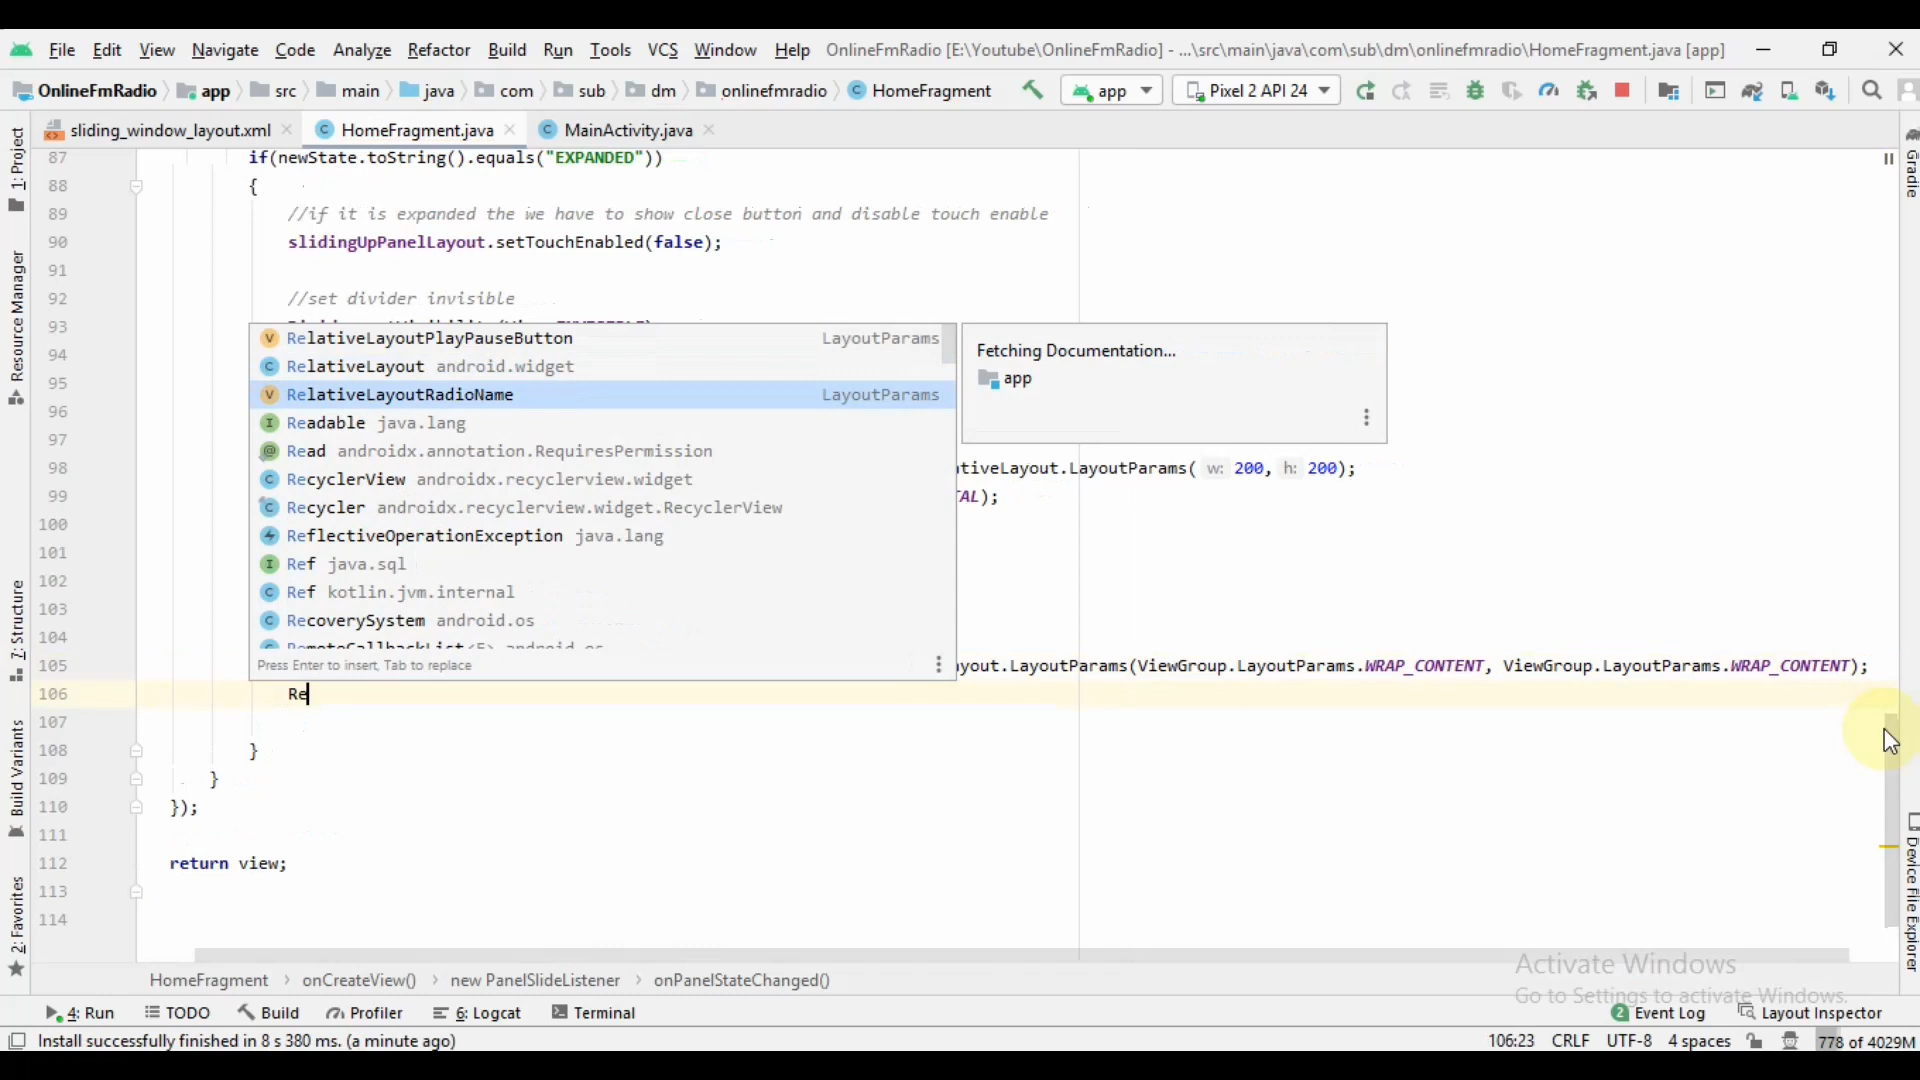 File Edit View Navigate Code Analyze Refactor Build Run Tools VCS Window Help OnlineFmRadio [E:\Youtube\OnlineFmRadio] - ...\src\main\java\com\sub\dm\onlinefmradio\HomeFragment.java [app]
OnlineFmRadio app src main java com sub dm onlinefmradio HomeFragment app Pixel 2 API 24
sliding_window_layout.xml HomeFragment.java MainActivity.java
1: Project
Resource Manager
7: Structure
Build Variants
2: Favorites
Gradle
Device File Explorer
87 if(newState.toString().equals("EXPANDED"))
88 {
89 //if it is expanded the we have to show close button and disable touch enable
90 slidingUpPanelLayout.setTouchEnabled(false);
91
92 //set divider invisible
93
94
95
96
97
98 ativeLayout.LayoutParams( w: 200, h: 200);
99 TAL);
100
101
102
103
104
105 yout.LayoutParams(ViewGroup.LayoutParams.WRAP_CONTENT, ViewGroup.LayoutParams.WRAP_CONTENT);
106 Re
107
108 }
109 }
110 });
111
112 return view;
113
114
RelativeLayoutPlayPauseButton LayoutParams
RelativeLayout android.widget
RelativeLayoutRadioName LayoutParams
Readable java.lang
Read androidx.annotation.RequiresPermission
RecyclerView androidx.recyclerview.widget
Recycler androidx.recyclerview.widget.RecyclerView
ReflectiveOperationException java.lang
Ref java.sql
Ref kotlin.jvm.internal
RecoverySystem android.os
RemoteCallbackList<E> android.os
Press Enter to insert, Tab to replace
Fetching Documentation...
app
HomeFragment onCreateView() new PanelSlideListener onPanelStateChanged()
Activate Windows
Go to Settings to activate Windows.
4: Run TODO Build Profiler 6: Logcat Terminal 2 Event Log Layout Inspector
Install successfully finished in 8 s 380 ms. (a minute ago) 106:23 CRLF UTF-8 4 spaces 778 of 4029M